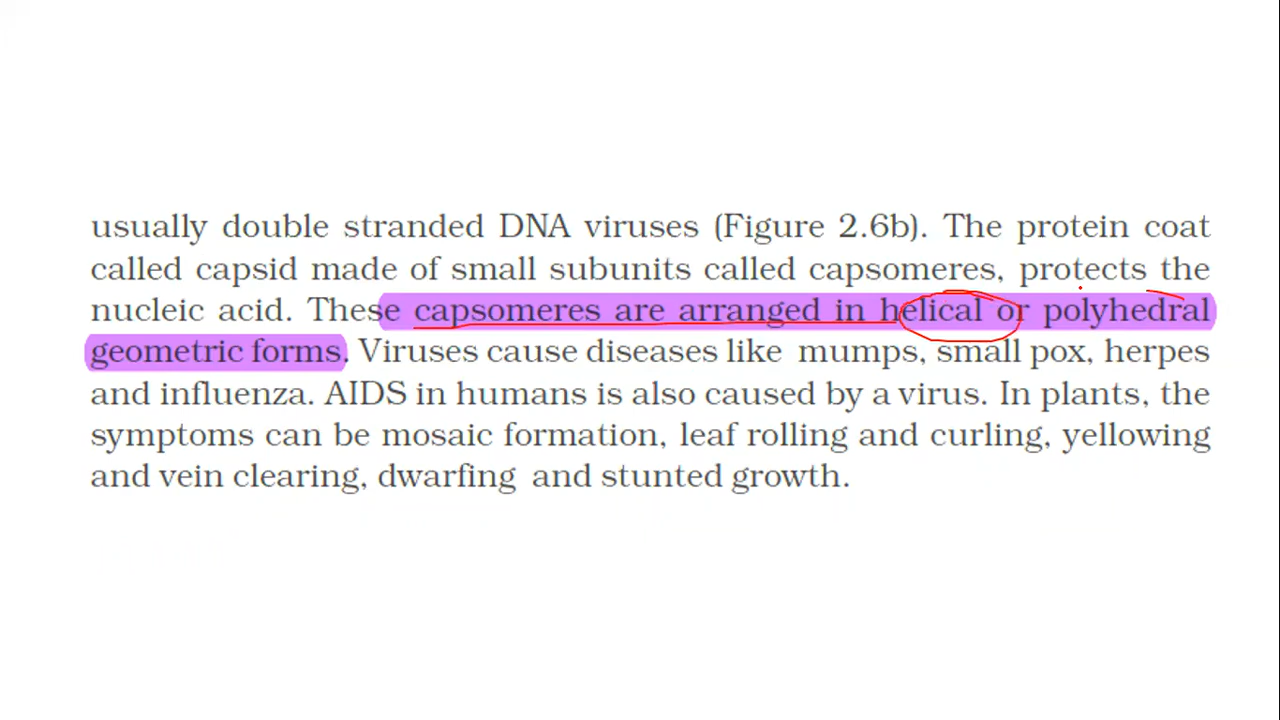 usually double stranded DNA viruses (Figure 2.6b). The protein coat
called capsid made of small subunits called capsomeres, protects the
nucleic acid. These capsomeres are arranged in helical or polyhedral
geometric forms. Viruses cause diseases like mumps, small pox, herpes
and influenza. AIDS in humans is also caused by a virus. In plants, the
symptoms can be mosaic formation, leaf rolling and curling, yellowing
and vein clearing, dwarfing and stunted growth.